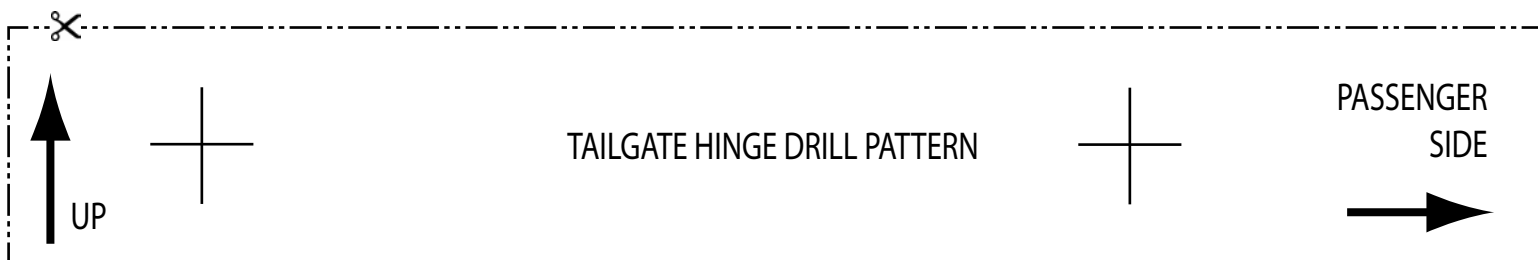 UP
TAILGATE HINGE DRILL PATTERN
PASSENGER
SIDE